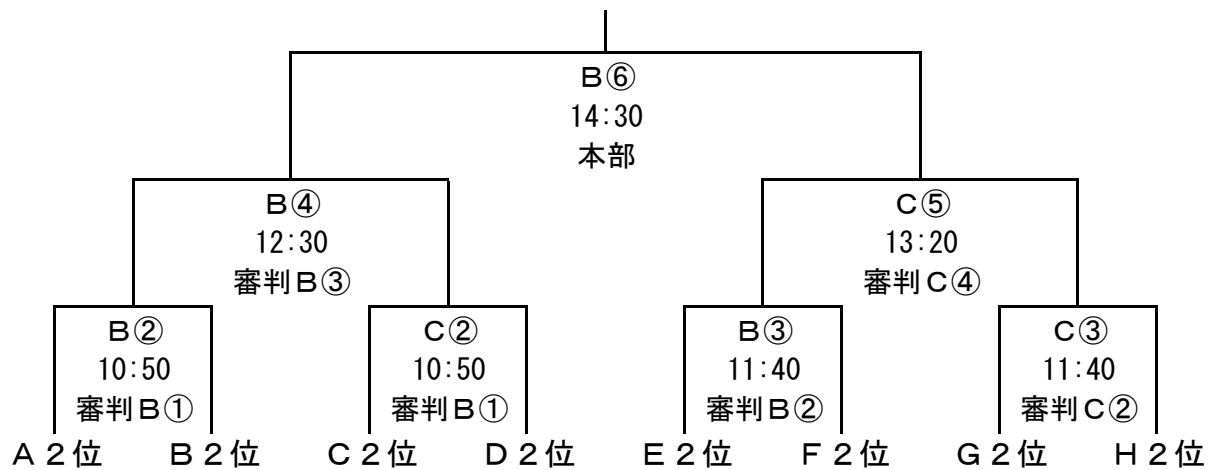 B⑥
14:30
本部
B④
12:30
審判B③
C⑤
13:20
審判C④
B②
10:50
審判B①
C②
10:50
審判B①
B③
11:40
審判B②
C③
11:40
審判C②
A2位 B2位 C2位 D2位 E2位 F2位 G2位 H2位